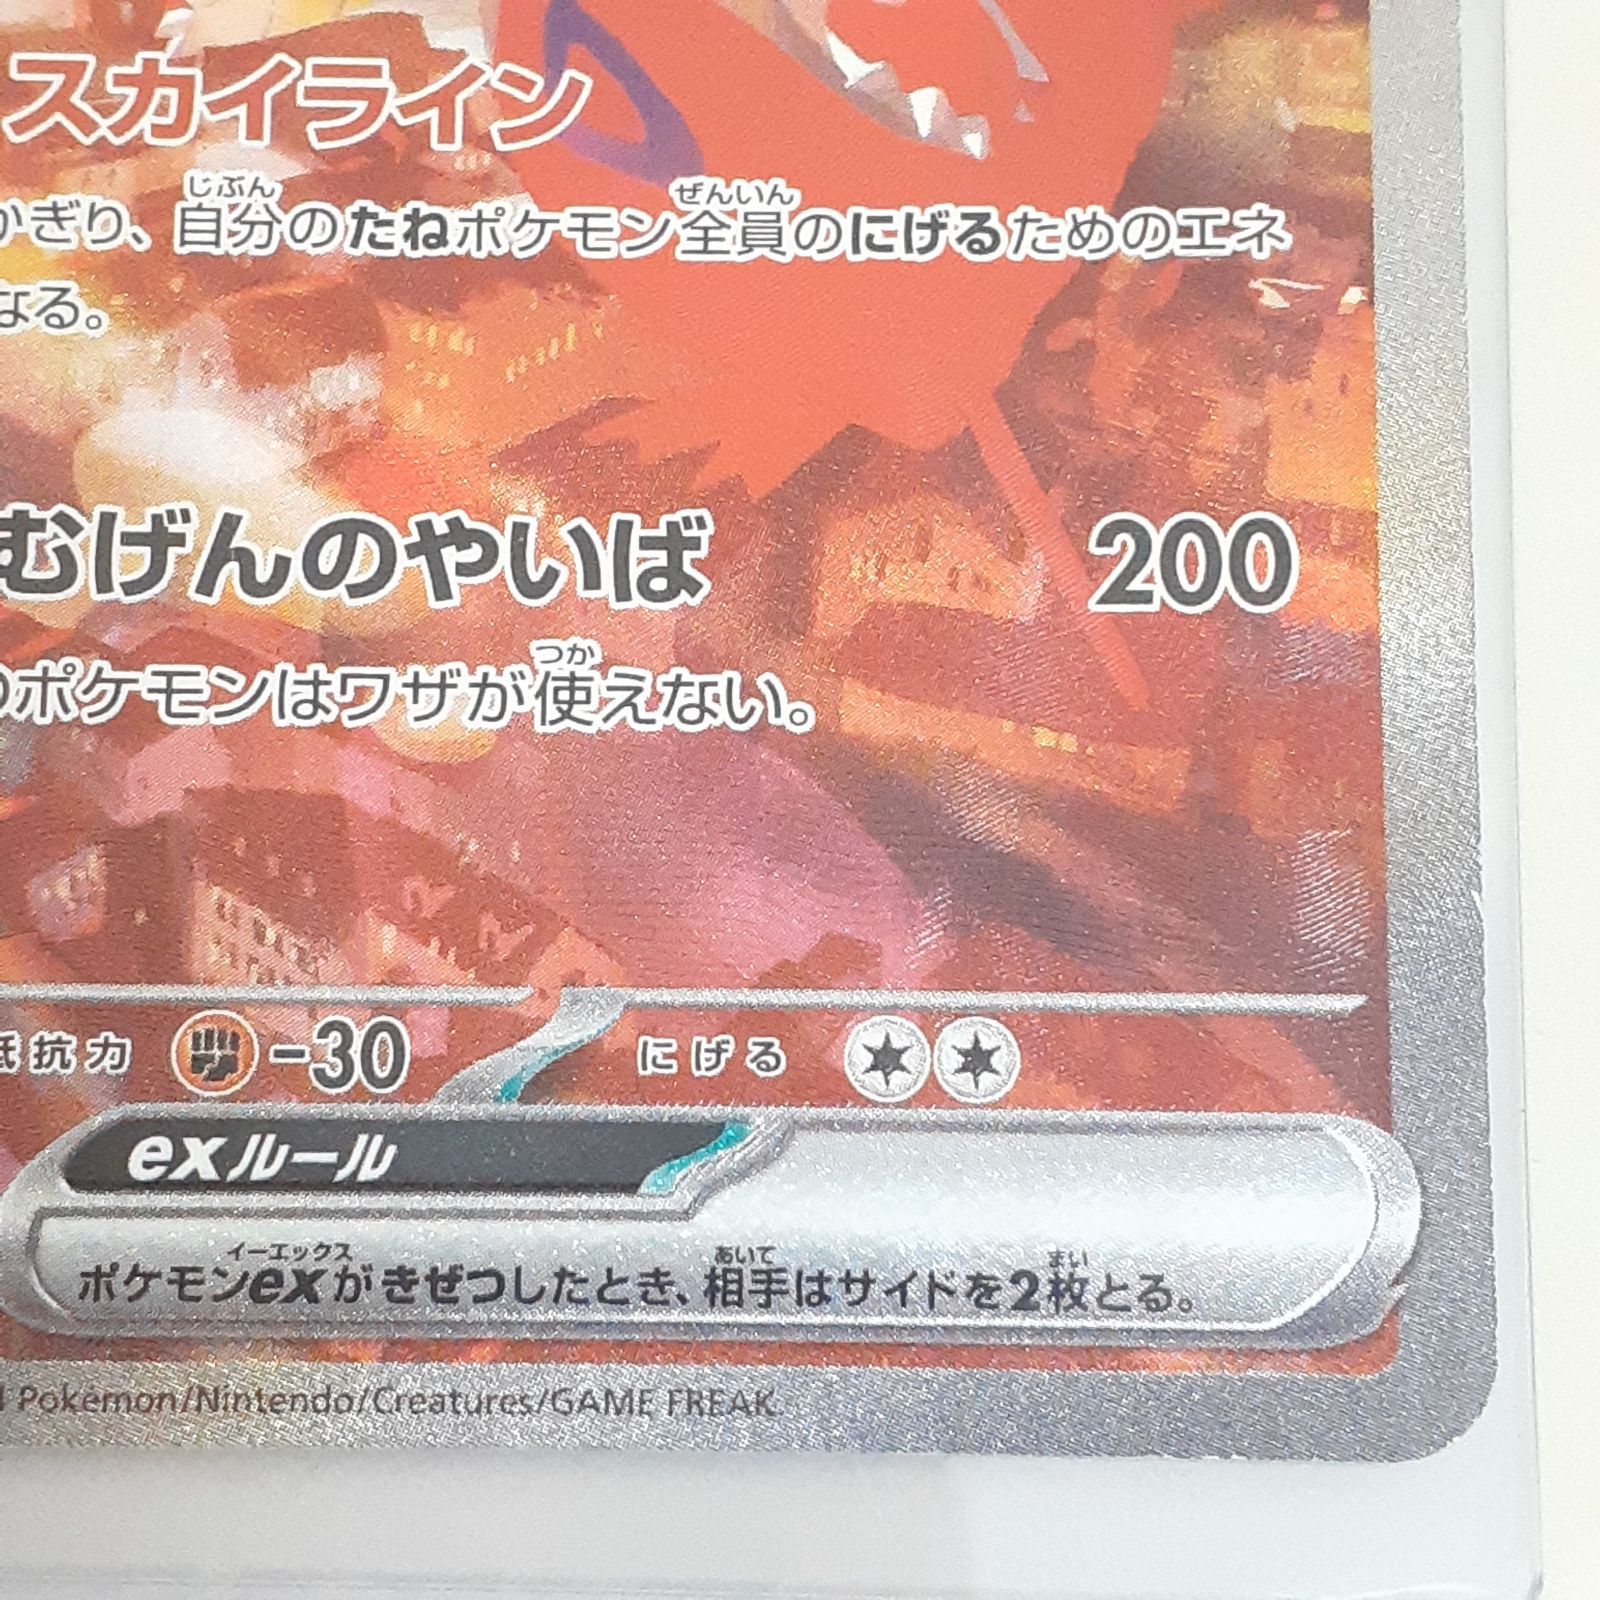 スカイライン
かぎり、自分のたねポケモン全員のにげるためのエネ
なる。
むげんのやいば 200
のポケモンはワザが使えない。
抵抗力 -30 にげる
exルール
ポケモンexがきぜつしたとき、相手はサイドを2枚とる。
Pokémon/Nintendo/Creatures/GAME FREAK